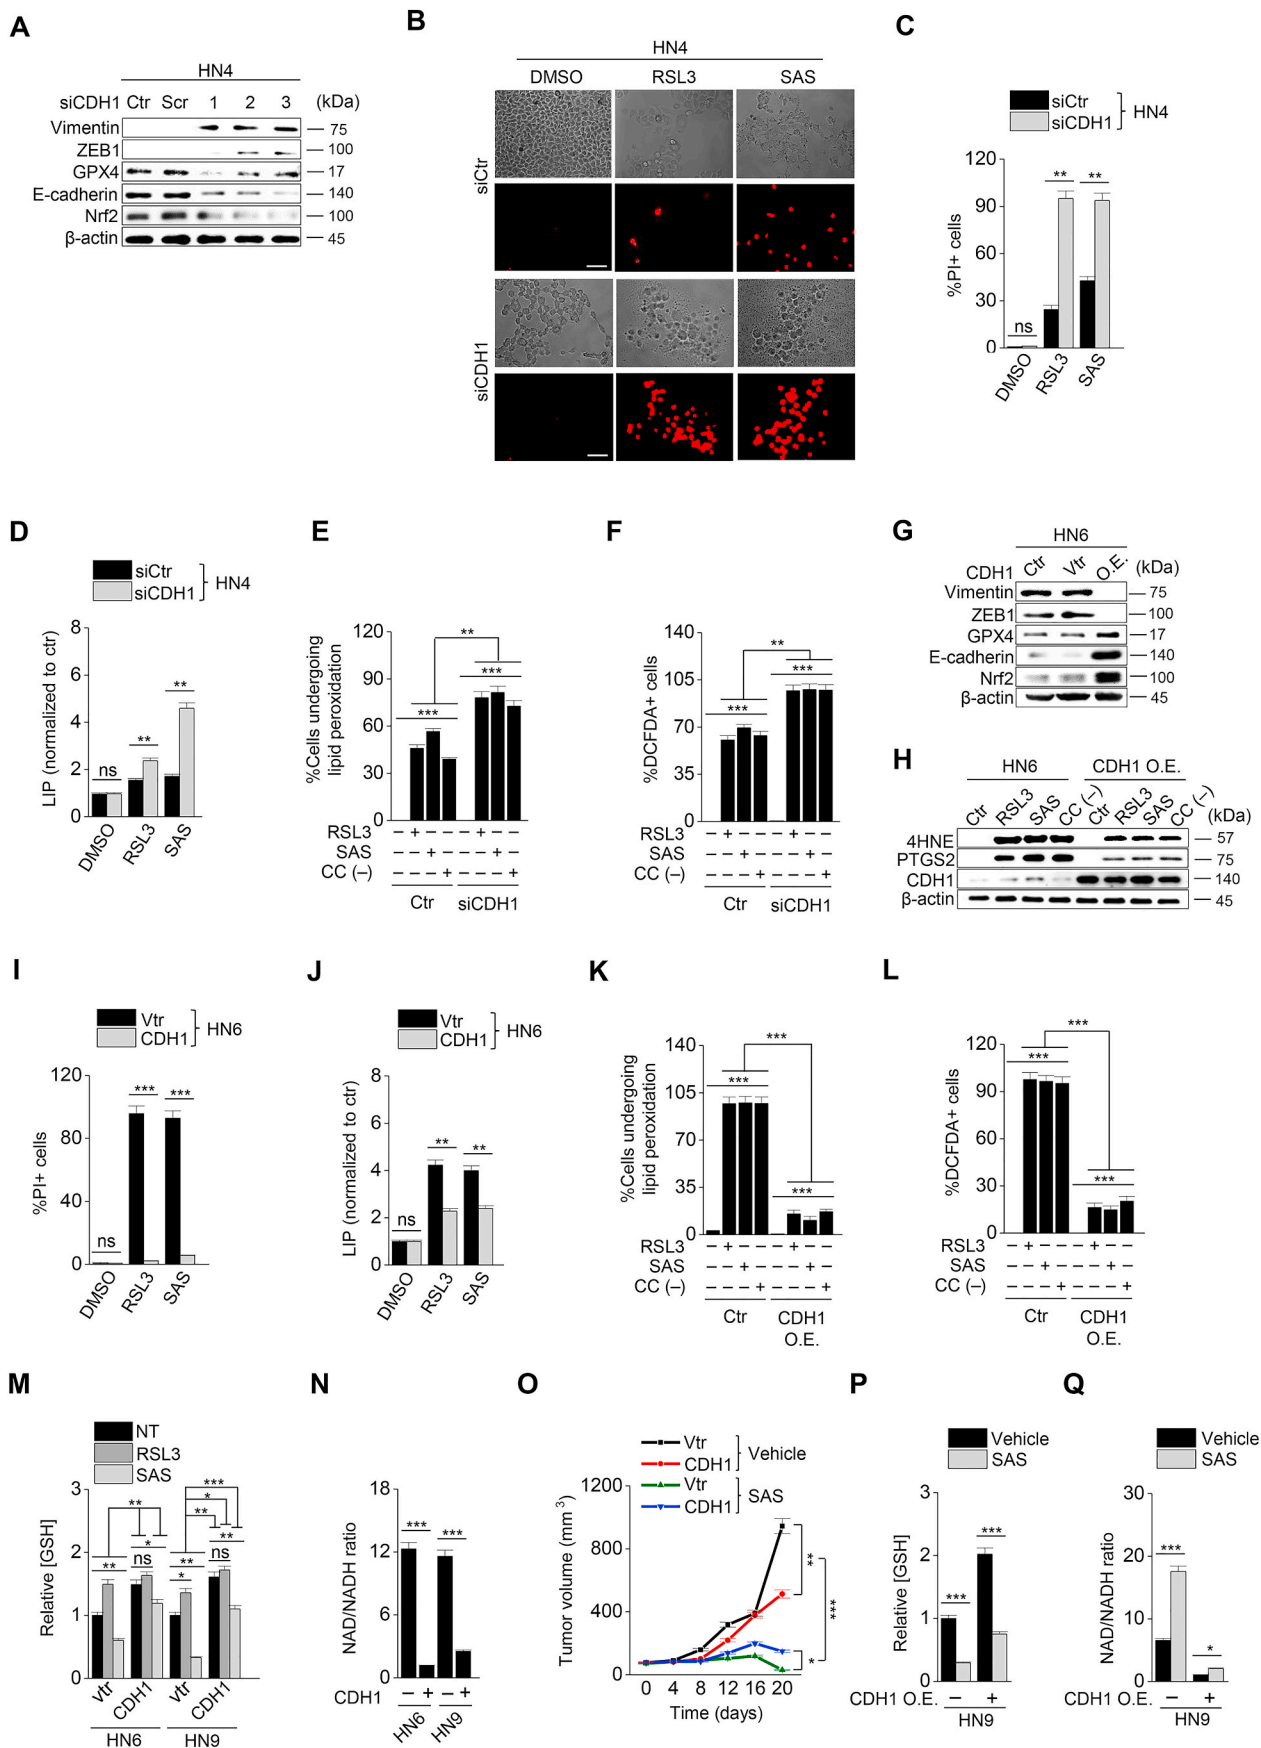 A
HN4
siCDH1 Ctr Scr 1 2 3 (kDa)
Vimentin 75
ZEB1 100
GPX4 17
E-cadherin 140
Nrf2 100
β-actin 45
B
HN4
DMSO RSL3 SAS
siCtr
siCDH1
C
siCtr
siCDH1
HN4
%PI+ cells
120
90
60
30
0
ns
**
**
DMSO RSL3 SAS
D
siCtr
siCDH1
HN4
LIP (normalized to ctr)
8
6
4
2
0
ns
**
**
DMSO RSL3 SAS
E
%Cells undergoing
lipid peroxidation
120
90
60
30
0
**
***
***
RSL3 – + – – – + – –
SAS – – + – – – + –
CC (–) – – – + – – – +
Ctr siCDH1
F
%DCFDA+ cells
140
105
70
35
0
**
***
***
RSL3 – + – – – + – –
SAS – – + – – – + –
CC (–) – – – + – – – +
Ctr siCDH1
G
HN6
CDH1 Ctr Vtr O.E. (kDa)
Vimentin 75
ZEB1 100
GPX4 17
E-cadherin 140
Nrf2 100
β-actin 45
H
HN6 CDH1 O.E.
Ctr RSL3 SAS CC (–) Ctr RSL3 SAS CC (–) (kDa)
4HNE 57
PTGS2 75
CDH1 140
β-actin 45
I
Vtr
CDH1
HN6
%PI+ cells
120
80
40
0
ns
***
***
DMSO RSL3 SAS
J
Vtr
CDH1
HN6
LIP (normalized to ctr)
8
6
4
2
0
ns
**
**
DMSO RSL3 SAS
K
%Cells undergoing
lipid peroxidation
140
105
70
35
0
***
***
***
RSL3 – + – – – + – –
SAS – – + – – – + –
CC (–) – – – + – – – +
Ctr CDH1
O.E.
L
%DCFDA+ cells
120
90
60
30
0
***
***
***
RSL3 – + – – – + – –
SAS – – + – – – + –
CC (–) – – – + – – – +
Ctr CDH1
O.E.
M
NT
RSL3
SAS
Relative [GSH]
3
2
1
0
**
**
*
ns
***
*
**
**
*
**
ns
vtr CDH1 vtr CDH1
HN6 HN9
N
NAD/NADH ratio
18
12
6
0
***
***
CDH1 – + – +
HN6 HN9
O
Vtr
CDH1
Vehicle
Vtr
CDH1
SAS
Tumor volume (mm³)
1200
800
400
0
**
***
*
0 4 8 12 16 20
Time (days)
P
Vehicle
SAS
Relative [GSH]
3
2
1
0
***
***
CDH1 O.E. – +
HN9
Q
Vehicle
SAS
NAD/NADH ratio
30
20
10
0
***
*
CDH1 O.E. – +
HN9